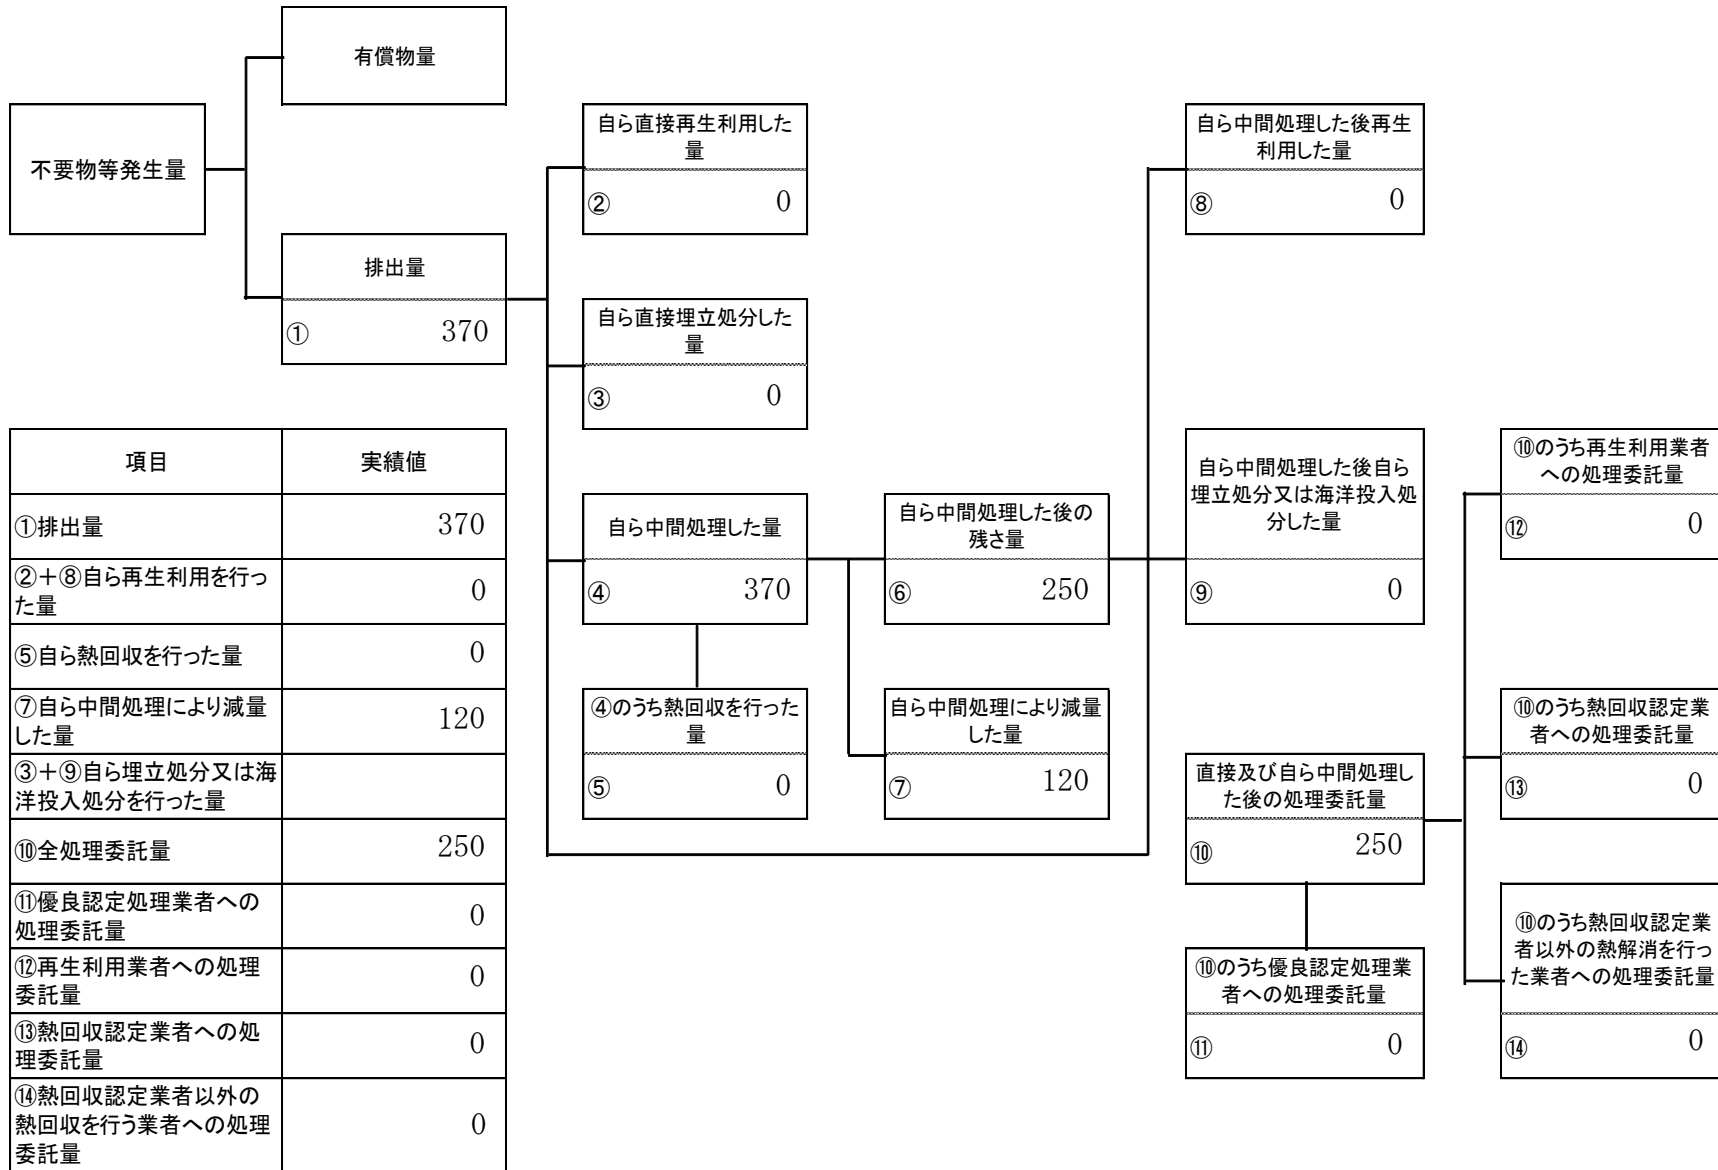 有償物量
不要物等発生量
排出量
① 370
自ら直接再生利用した
量
② 0
自ら直接埋立処分した
量
③ 0
自ら中間処理した量
④ 370
④のうち熱回収を行った
量
⑤ 0
自ら中間処理した後の
残さ量
⑥ 250
自ら中間処理により減量
した量
⑦ 120
自ら中間処理した後再生
利用した量
⑧ 0
自ら中間処理した後自ら
埋立処分又は海洋投入処
分した量
⑨ 0
直接及び自ら中間処理し
た後の処理委託量
⑩ 250
⑩のうち優良認定処理業
者への処理委託量
⑪ 0
⑩のうち再生利用業者
への処理委託量
⑫ 0
⑩のうち熱回収認定業
者への処理委託量
⑬ 0
⑩のうち熱回収認定業
者以外の熱解消を行っ
た業者への処理委託量
⑭ 0
項目 実績値
①排出量 370
②＋⑧自ら再生利用を行っ
た量 0
⑤自ら熱回収を行った量 0
⑦自ら中間処理により減量
した量 120
③＋⑨自ら埋立処分又は海
洋投入処分を行った量
⑩全処理委託量 250
⑪優良認定処理業者への
処理委託量 0
⑫再生利用業者への処理
委託量 0
⑬熱回収認定業者への処
理委託量 0
⑭熱回収認定業者以外の
熱回収を行う業者への処理
委託量 0